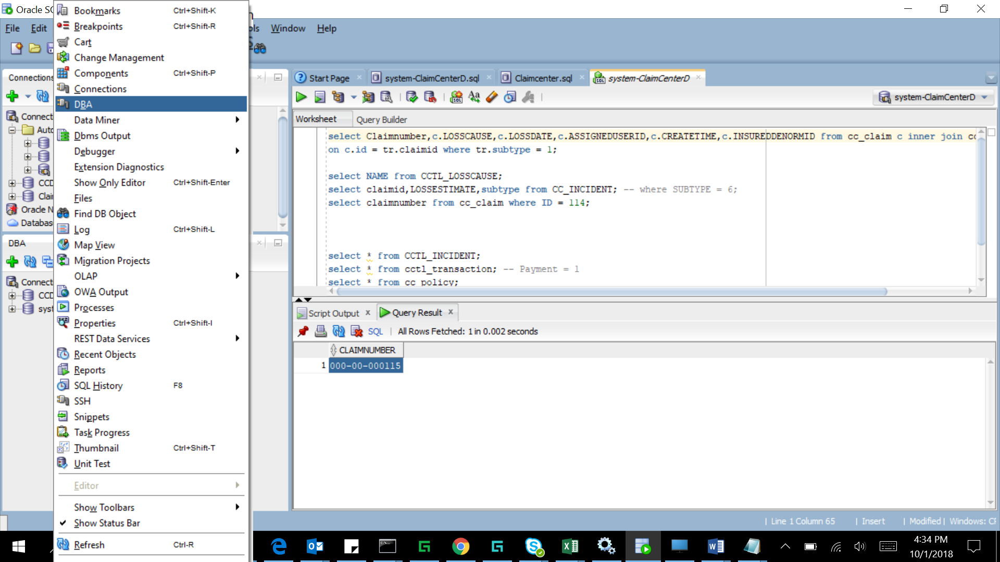 Oracle SQ
File Edit
ols Window Help
Bookmarks Ctrl+Shift-K
Breakpoints Ctrl+Shift-R
Cart
Change Management
Components Ctrl+Shift-P
Connections
DBA
Data Miner
Dbms Output
Debugger
Extension Diagnostics
Show Only Editor Ctrl+Shift-Enter
Files
Find DB Object
Log Ctrl+Shift-L
Map View
Migration Projects
OLAP
OWA Output
Processes
Properties Ctrl+Shift-I
REST Data Services
Recent Objects
Reports
SQL History F8
SSH
Snippets
Task Progress
Thumbnail Ctrl+Shift-T
Unit Test
Editor
Show Toolbars
Show Status Bar
Refresh Ctrl-R
Connections
Connect
Auto
CCD
Clai
Oracle N
Databas
DBA
Connect
CCD
syst
Start Page
system-ClaimCenterD.sql
Claimcenter.sql
system-ClaimCenterD
system-ClaimCenterD
Worksheet Query Builder
select Claimnumber,c.LOSSCAUSE,c.LOSSDATE,c.ASSIGNEDUSERID,c.CREATETIME,c.INSUREDDENORMID from cc_claim c inner join cc
on c.id = tr.claimid where tr.subtype = 1;
select NAME from CCTL_LOSSCAUSE;
select claimid,LOSSESTIMATE,subtype from CC_INCIDENT; -- where SUBTYPE = 6;
select claimnumber from cc_claim where ID = 114;
select * from CCTL_INCIDENT;
select * from cctl_transaction; -- Payment = 1
select * from cc_policy;
Script Output x Query Result x
SQL | All Rows Fetched: 1 in 0.002 seconds
CLAIMNUMBER
1 000-00-000115
| Line 1 Column 65 | Insert | Modified | Windows: CF
4:34 PM
10/1/2018